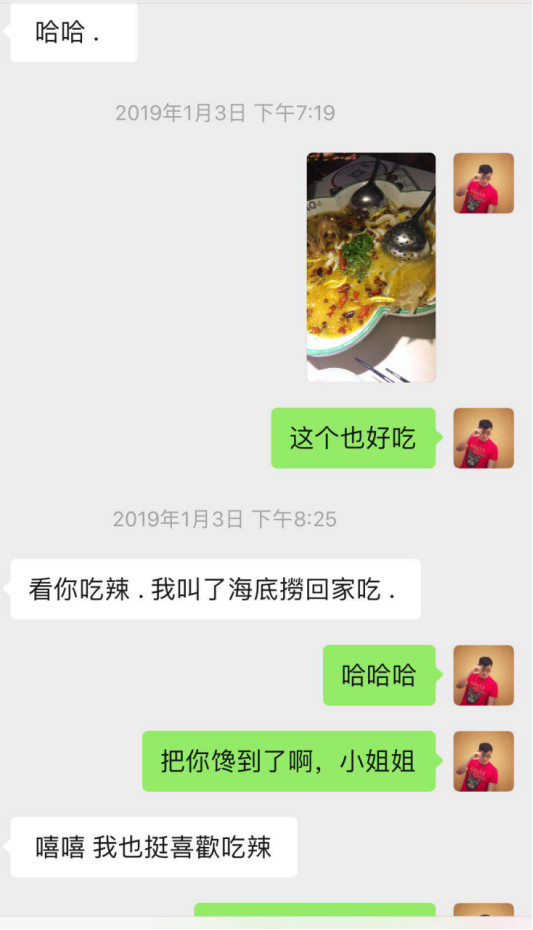 哈哈 .
2019年1月3日 下午7:19
这个也好吃
2019年1月3日 下午8:25
看你吃辣 . 我叫了海底撈回家吃 .
哈哈哈
把你馋到了啊，小姐姐
嘻嘻 我也挺喜歡吃辣